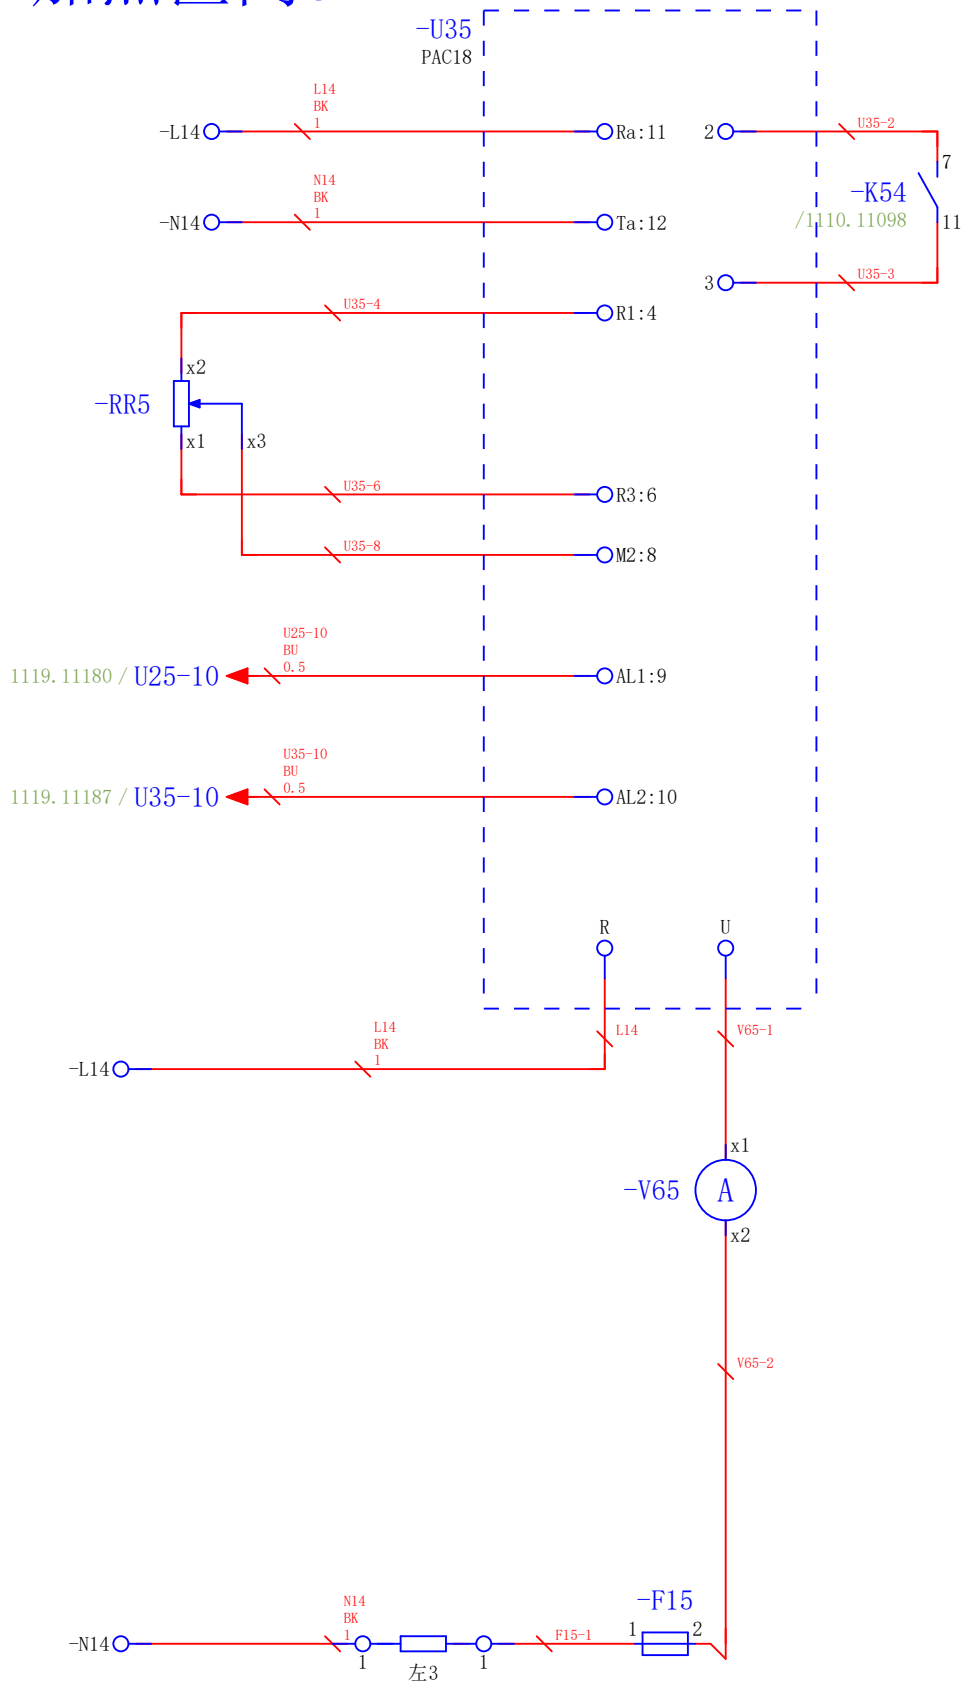 -U35
PAC18
L14
BK
1
-L14
Ra:11
2
U35-2
7
-K54
/1110.11098
11
N14
BK
1
-N14
Ta:12
3
U35-3
U35-4
R1:4
x2
-RR5
x1
x3
U35-6
R3:6
U35-8
M2:8
U25-10
BU
0.5
1119.11180 / U25-10
AL1:9
U35-10
BU
0.5
1119.11187 / U35-10
AL2:10
R
U
L14
BK
1
L14
V65-1
-L14
x1
-V65
A
x2
V65-2
-F15
N14
BK
1
-N14
1
左3
1
F15-1
1
2